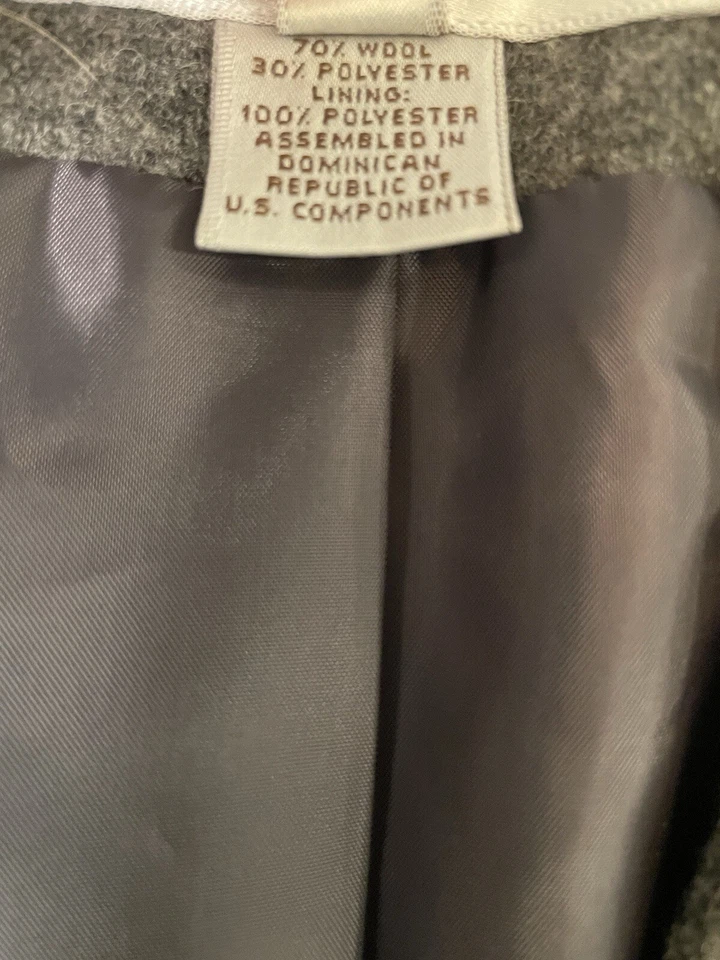 70% WOOL
30% POLYESTER
LINING:
100% POLYESTER
ASSEMBLED IN
DOMINICAN
REPUBLIC OF
U.S. COMPONENTS